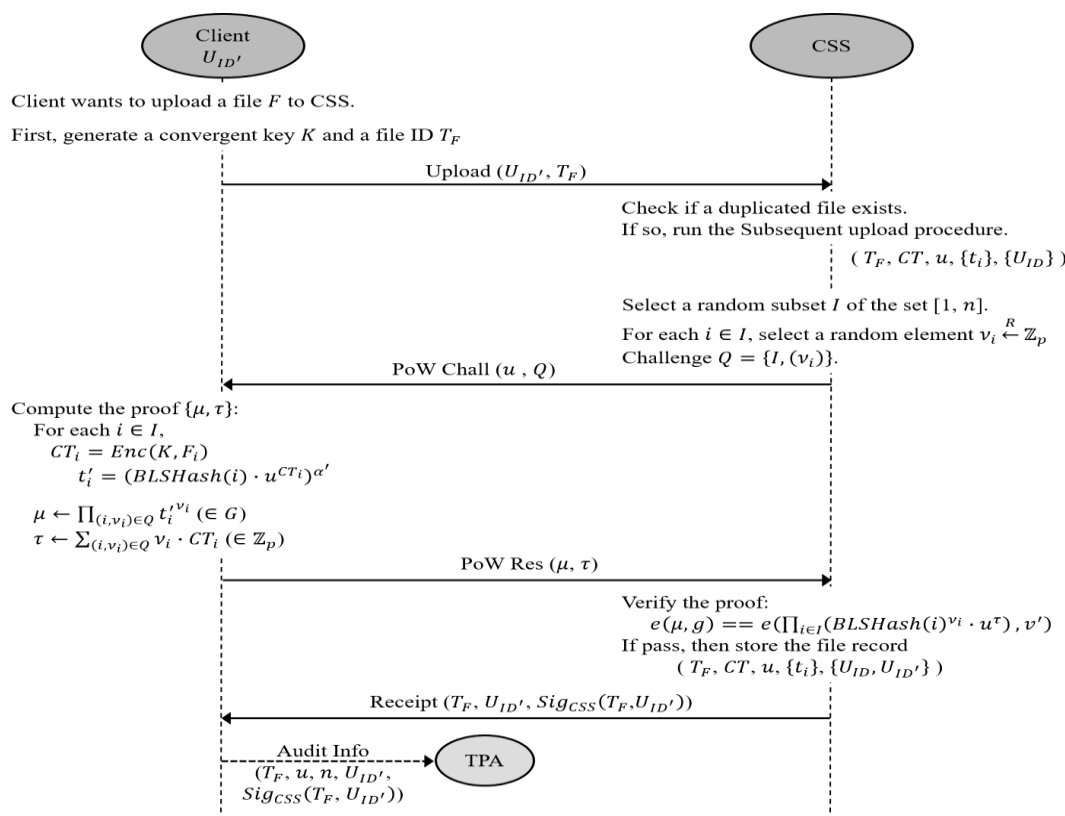 Client
U_{ID′}
CSS
Client wants to upload a file F to CSS.
First, generate a convergent key K and a file ID T_F
Upload (U_{ID′}, T_F)
Check if a duplicated file exists.
If so, run the Subsequent upload procedure.
( T_F, CT, u, {t_i}, {U_{ID}} )
Select a random subset I of the set [1, n].
For each i ∈ I, select a random element ν_i ←^R ℤ_p
Challenge Q = {I, (ν_i)}.
PoW Chall (u , Q)
Compute the proof {μ, τ}:
For each i ∈ I,
CT_i = Enc(K, F_i)
t′_i = (BLSHash(i) · u^{CT_i})^{α′}
μ ← ∏_{(i,ν_i)∈Q} t′_i^{ν_i} (∈ G)
τ ← ∑_{(i,ν_i)∈Q} ν_i · CT_i (∈ ℤ_p)
PoW Res (μ, τ)
Verify the proof:
e(μ, g) == e(∏_{i∈I}(BLSHash(i)^{ν_i} · u^τ) , v′)
If pass, then store the file record
( T_F, CT, u, {t_i}, {U_{ID}, U_{ID′}} )
Receipt (T_F, U_{ID′}, Sig_{CSS}(T_F,U_{ID′}))
Audit Info
(T_F, u, n, U_{ID′},
Sig_{CSS}(T_F, U_{ID′}))
TPA